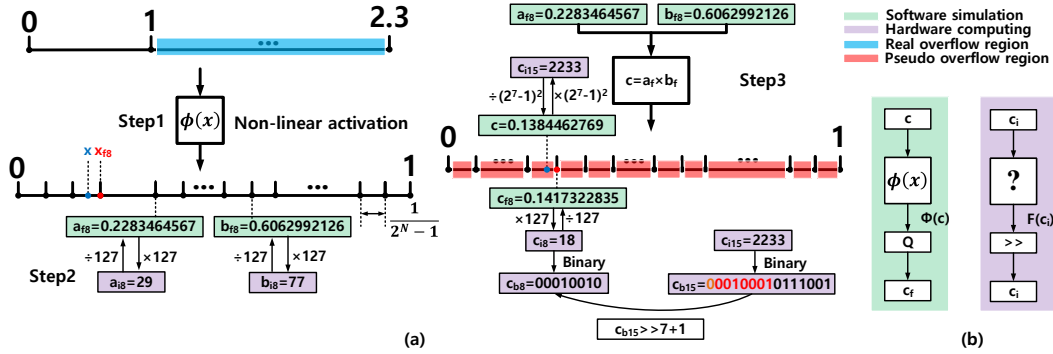 0 1 2.3
Step1 ϕ(x) Non-linear activation
0 x x_f8 1
a_f8=0.2283464567 b_f8=0.6062992126
1/(2^N − 1)
Step2 ÷127 ×127 ÷127 ×127
a_i8=29 b_i8=77
a_f8=0.2283464567 b_f8=0.6062992126
c_i15=2233
c=a_f×b_f
Step3
÷(2^7-1)^2 ×(2^7-1)^2
c=0.1384462769
0 1
c_f8=0.1417322835
×127 ÷127
c_i8=18 c_i15=2233
Binary Binary
c_b8=00010010 c_b15=000100010111001
c_b15>>7+1
(a)
Software simulation
Hardware computing
Real overflow region
Pseudo overflow region
c c_i
ϕ(x) ?
Φ(c) F(c_i)
Q >>
c_f c_i
(b)